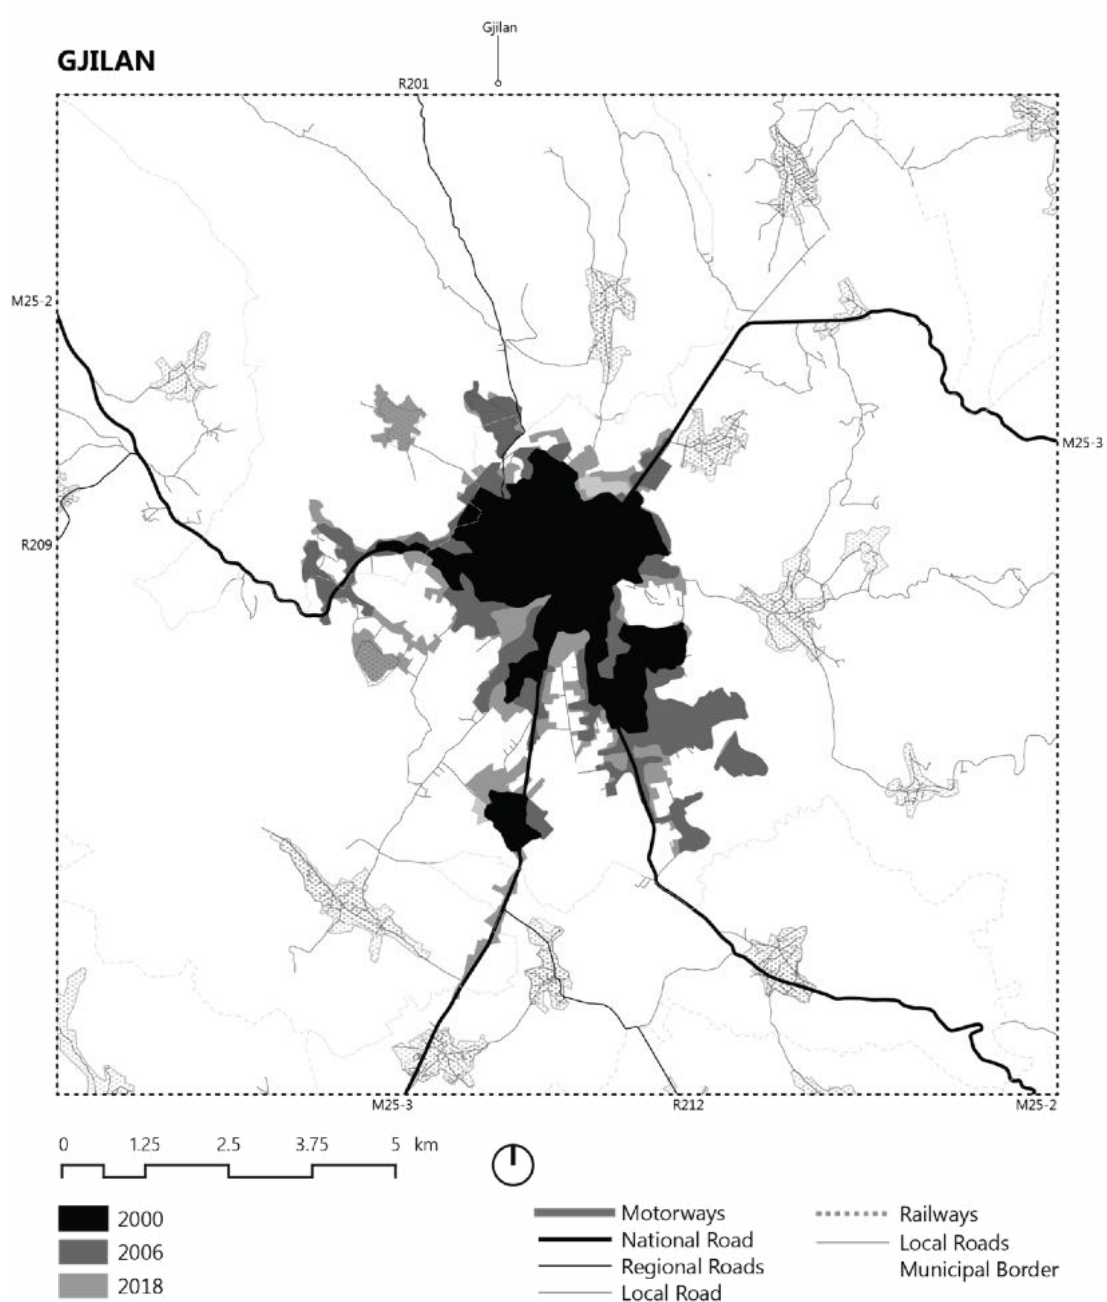 Gjilan
GJILAN
R201
M25-2
M25-3
R209
M25-3
R212
M25-2
0 1.25 2.5 3.75 5 km
2000
2006
2018
Motorways
National Road
Regional Roads
Local Road
Railways
Local Roads
Municipal Border